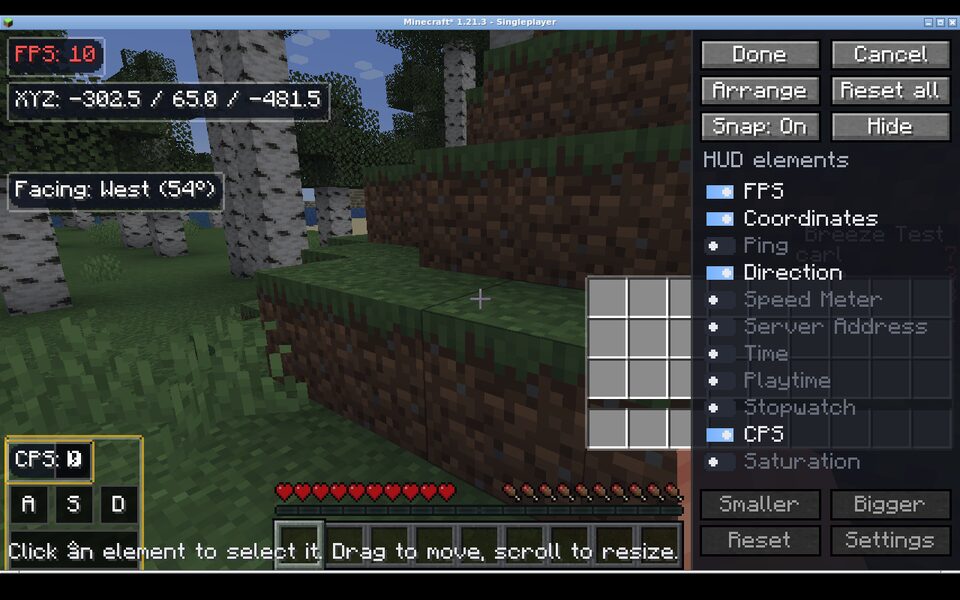 Minecraft* 1.21.3 - Singleplayer
FPS: 10
XYZ: -302.5 / 65.0 / -481.5
Facing: West (54°)
Done
Cancel
Arrange
Reset all
Snap: On
Hide
HUD elements
FPS
Coordinates
Ping
Breeze Test
carl
Direction
Speed Meter
Server Address
Time
Playtime
Stopwatch
CPS
Saturation
Smaller
Bigger
Reset
Settings
CPS: 0
A S D
Click an element to select it. Drag to move, scroll to resize.